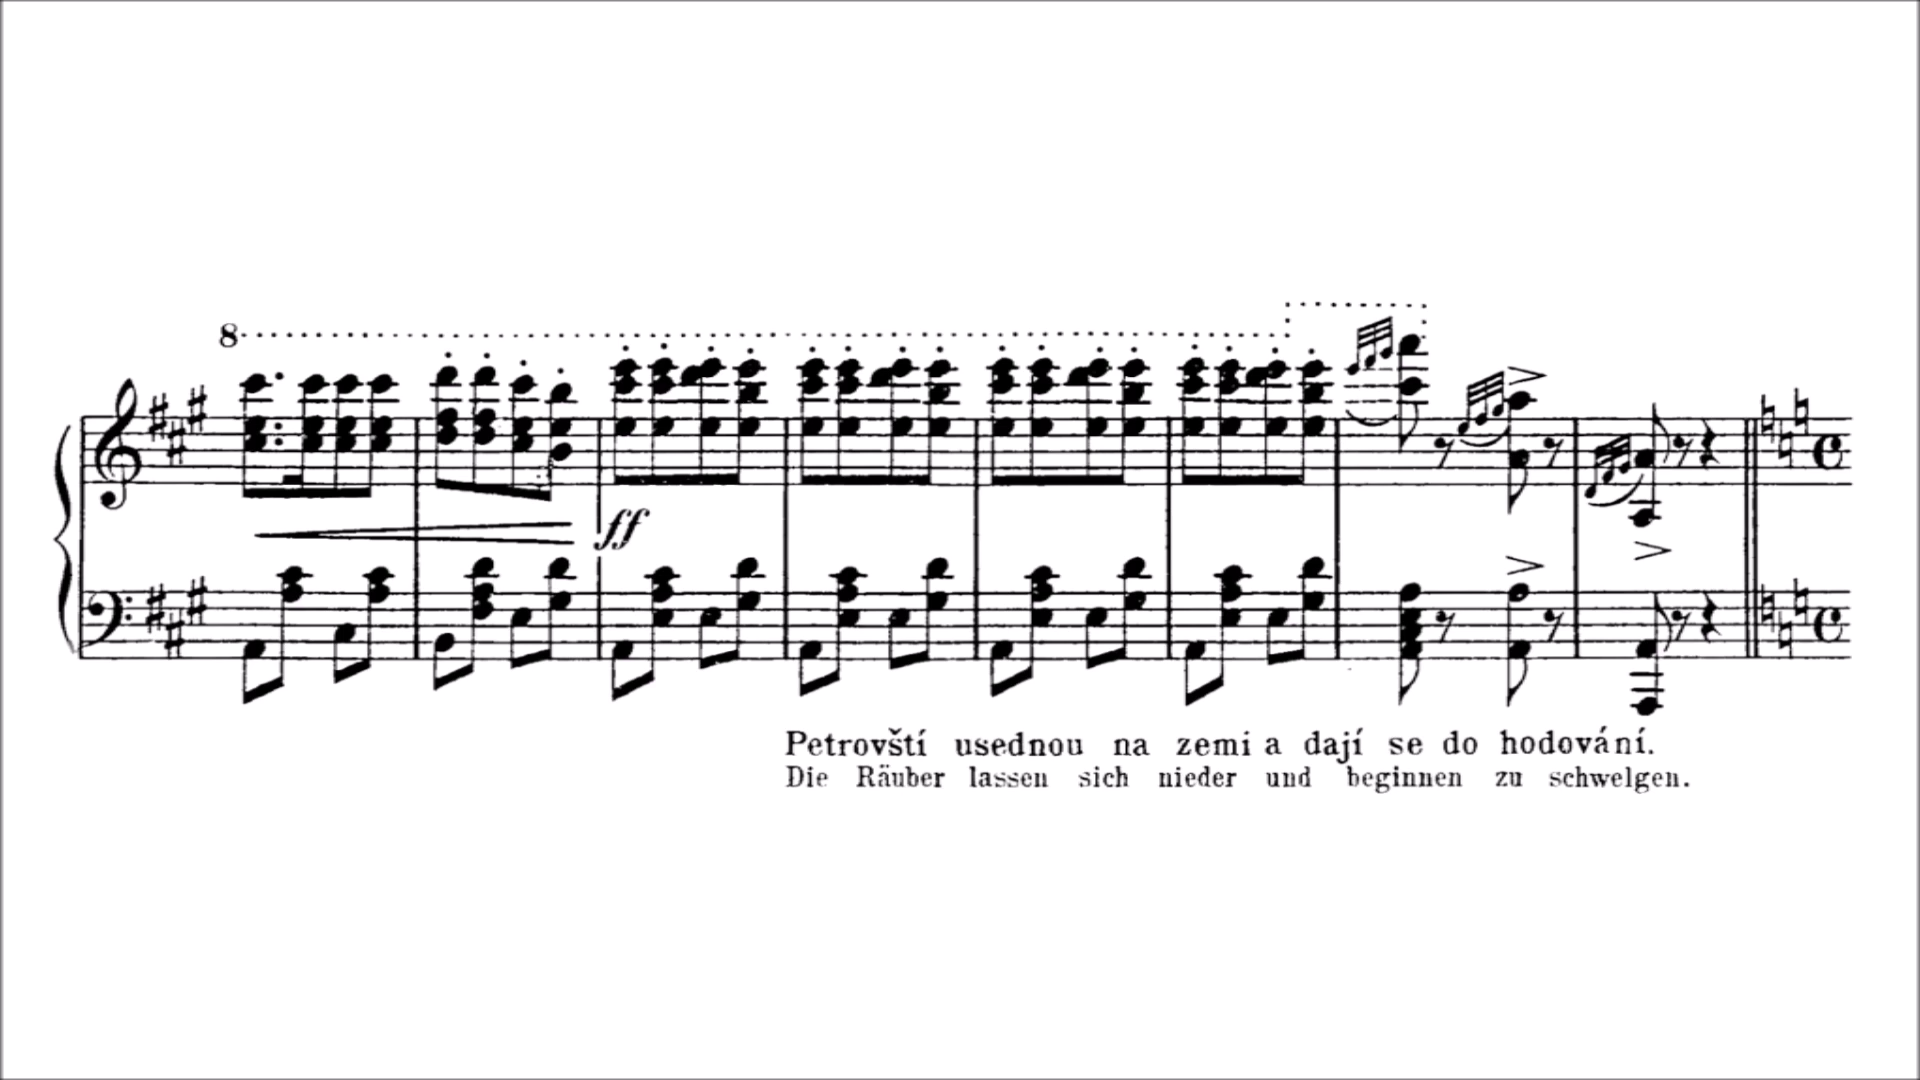 8
ff
Petrovští usednou na zemi a dají se do hodování.
Die Räuber lassen sich nieder und beginnen zu schwelgen.